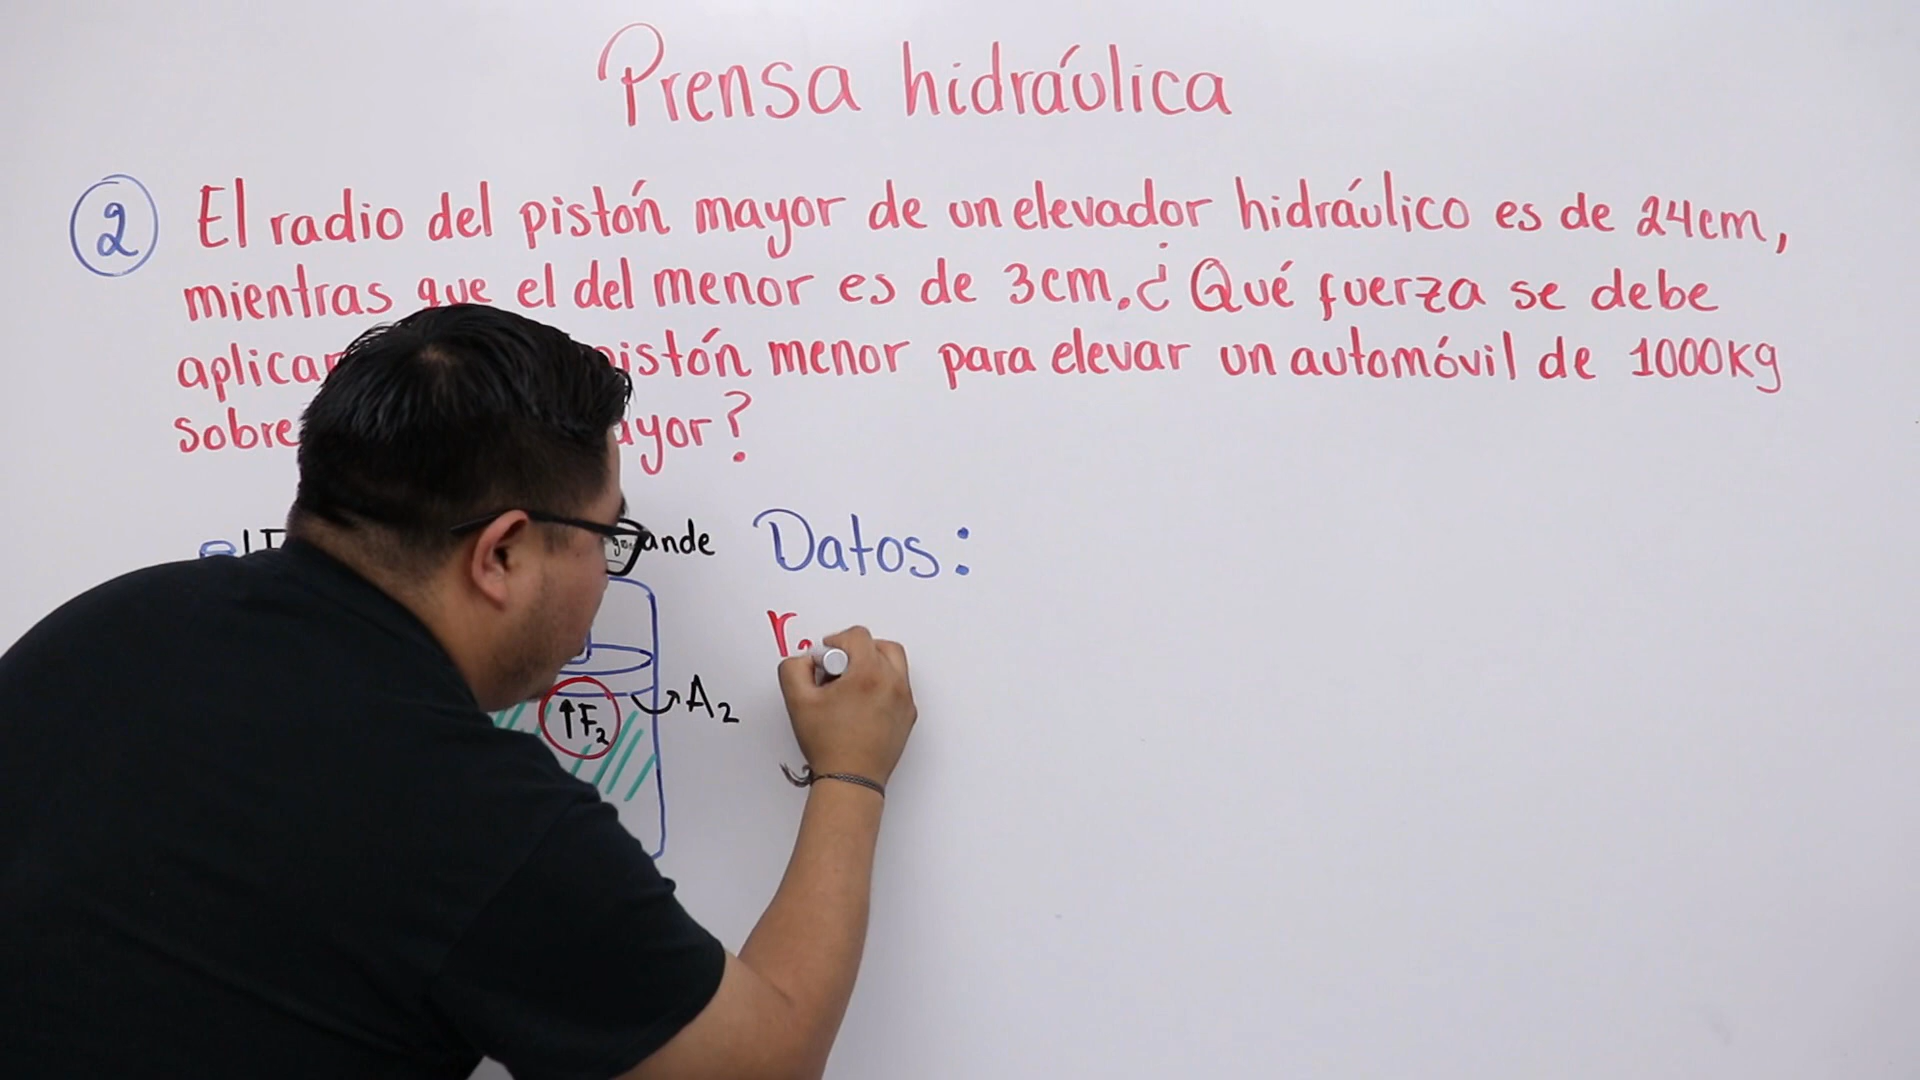 Prensa hidráulica
2 El radio del pistón mayor de un elevador hidráulico es de 24cm,
mientras que el del menor es de 3cm. ¿Qué fuerza se debe
aplicar pistón menor para elevar un automóvil de 1000Kg
sobre ayor?
ande
Datos:
r2
A2
↑F2